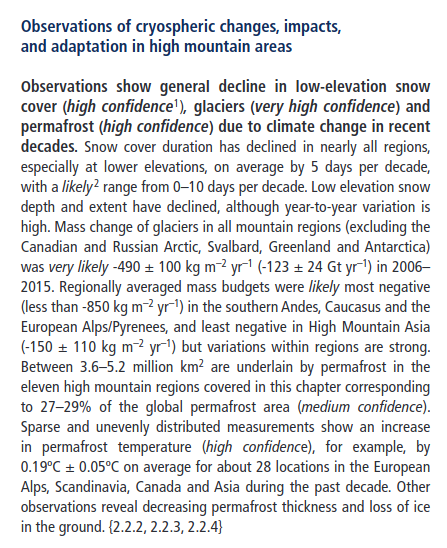 Observations of cryospheric changes, impacts,
and adaptation in high mountain areas
Observations show general decline in low-elevation snow
cover (high confidence¹), glaciers (very high confidence) and
permafrost (high confidence) due to climate change in recent
decades. Snow cover duration has declined in nearly all regions,
especially at lower elevations, on average by 5 days per decade,
with a likely² range from 0–10 days per decade. Low elevation snow
depth and extent have declined, although year-to-year variation is
high. Mass change of glaciers in all mountain regions (excluding the
Canadian and Russian Arctic, Svalbard, Greenland and Antarctica)
was very likely -490 ± 100 kg m⁻² yr⁻¹ (-123 ± 24 Gt yr⁻¹) in 2006–
2015. Regionally averaged mass budgets were likely most negative
(less than -850 kg m⁻² yr⁻¹) in the southern Andes, Caucasus and the
European Alps/Pyrenees, and least negative in High Mountain Asia
(-150 ± 110 kg m⁻² yr⁻¹) but variations within regions are strong.
Between 3.6–5.2 million km² are underlain by permafrost in the
eleven high mountain regions covered in this chapter corresponding
to 27–29% of the global permafrost area (medium confidence).
Sparse and unevenly distributed measurements show an increase
in permafrost temperature (high confidence), for example, by
0.19ºC ± 0.05ºC on average for about 28 locations in the European
Alps, Scandinavia, Canada and Asia during the past decade. Other
observations reveal decreasing permafrost thickness and loss of ice
in the ground. {2.2.2, 2.2.3, 2.2.4}